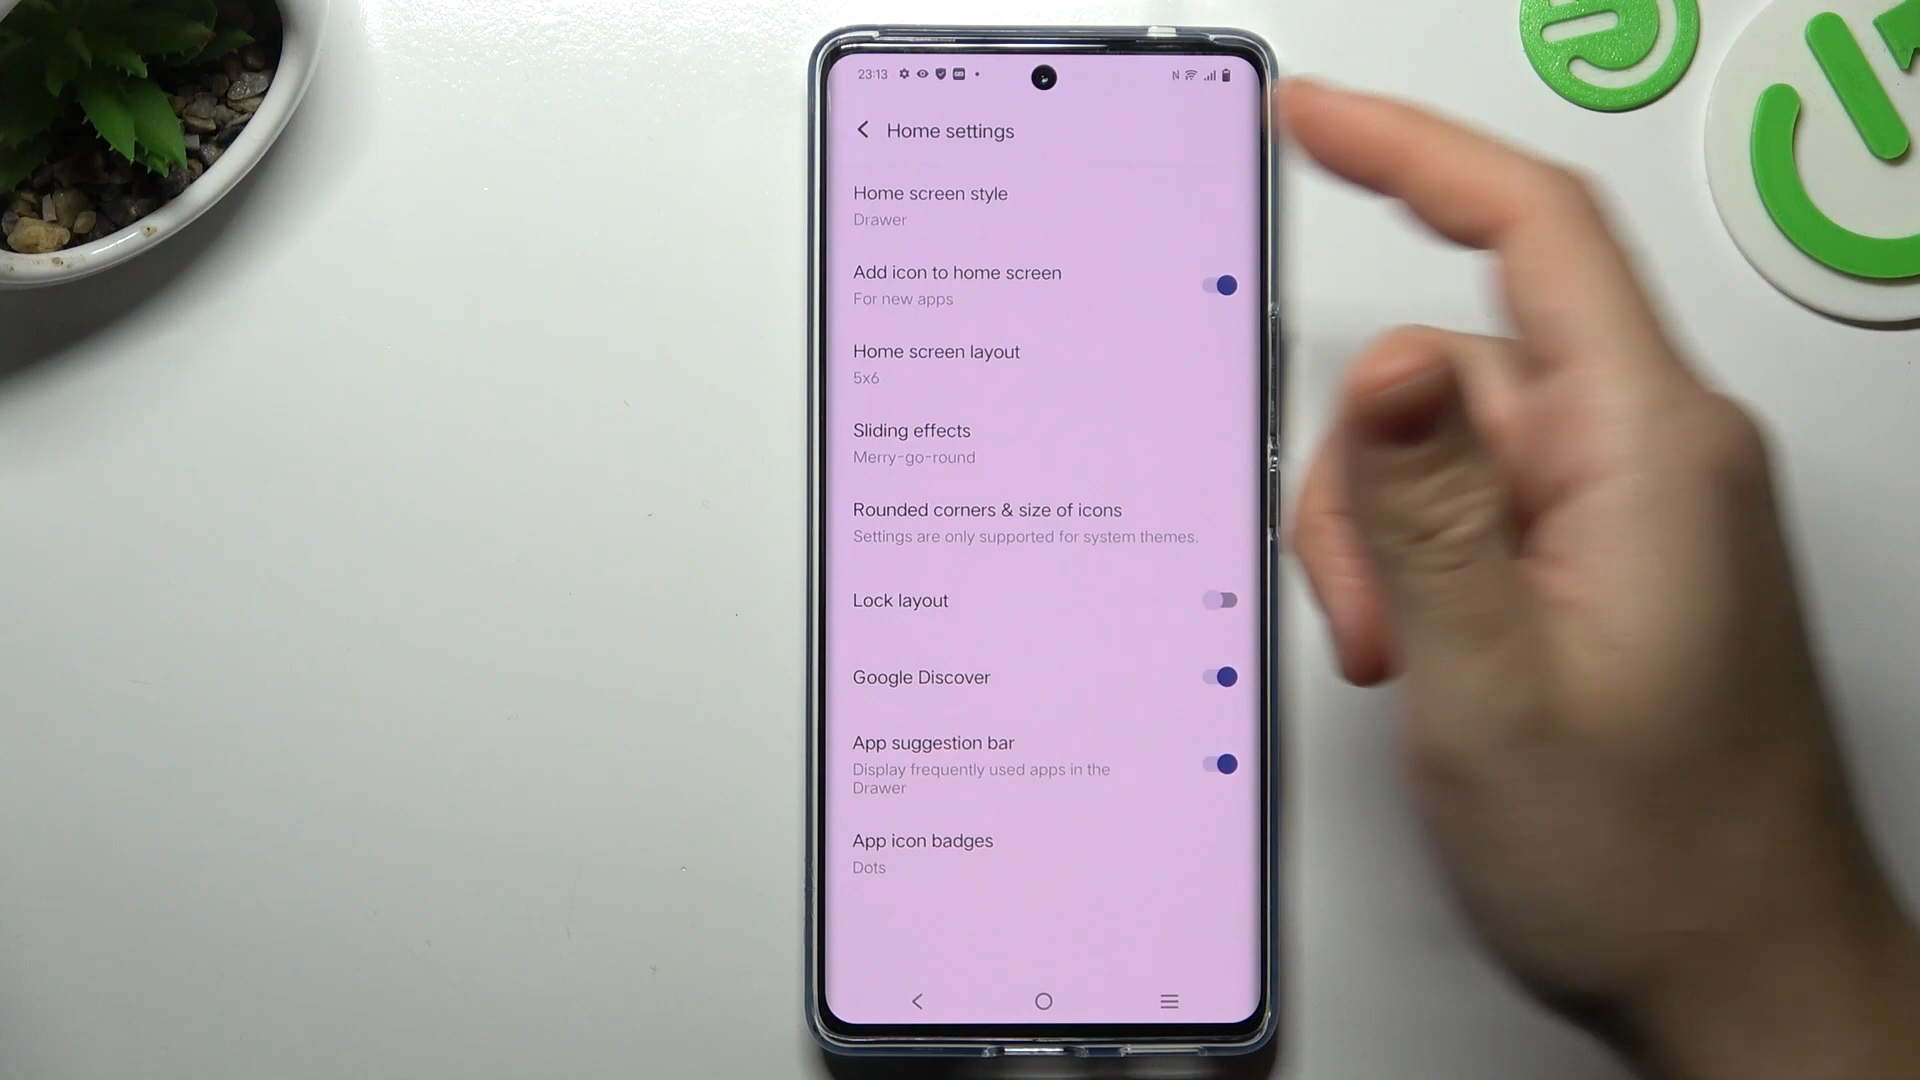 23:13
Home settings
Home screen style
Drawer
Add icon to home screen
For new apps
Home screen layout
5x6
Sliding effects
Merry-go-round
Rounded corners & size of icons
Settings are only supported for system themes.
Lock layout
Google Discover
App suggestion bar
Display frequently used apps in the
Drawer
App icon badges
Dots